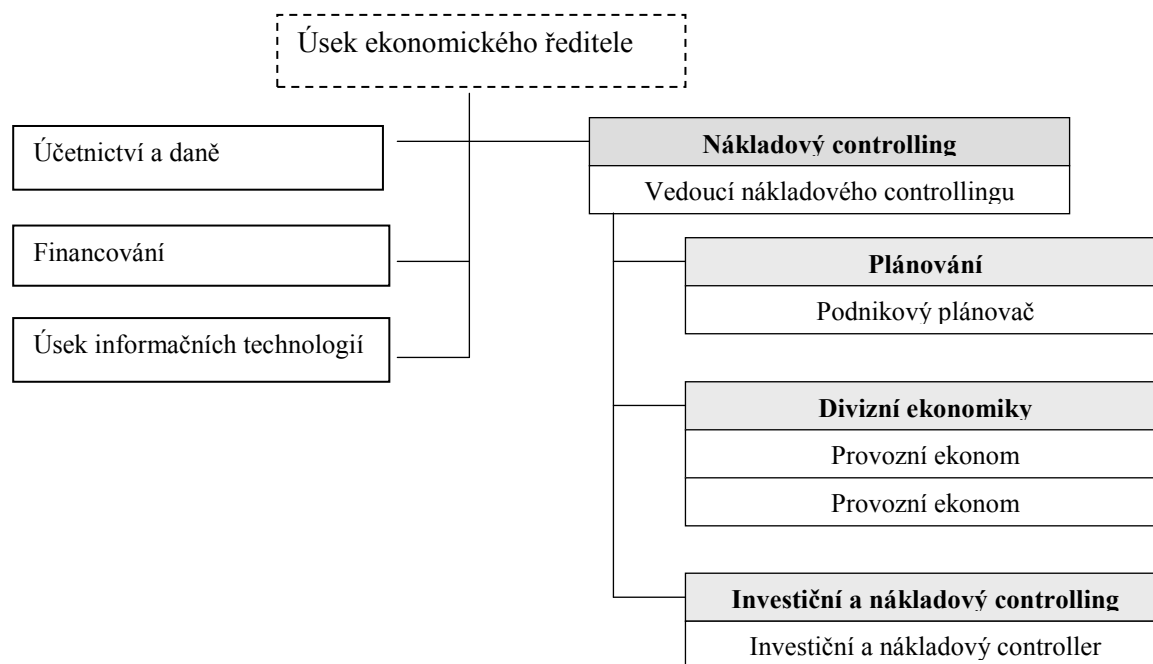 Úsek ekonomického ředitele
Účetnictví a daně
Financování
Úsek informačních technologií
Nákladový controlling
Vedoucí nákladového controllingu
Plánování
Podnikový plánovač
Divizní ekonomiky
Provozní ekonom
Provozní ekonom
Investiční a nákladový controlling
Investiční a nákladový controller